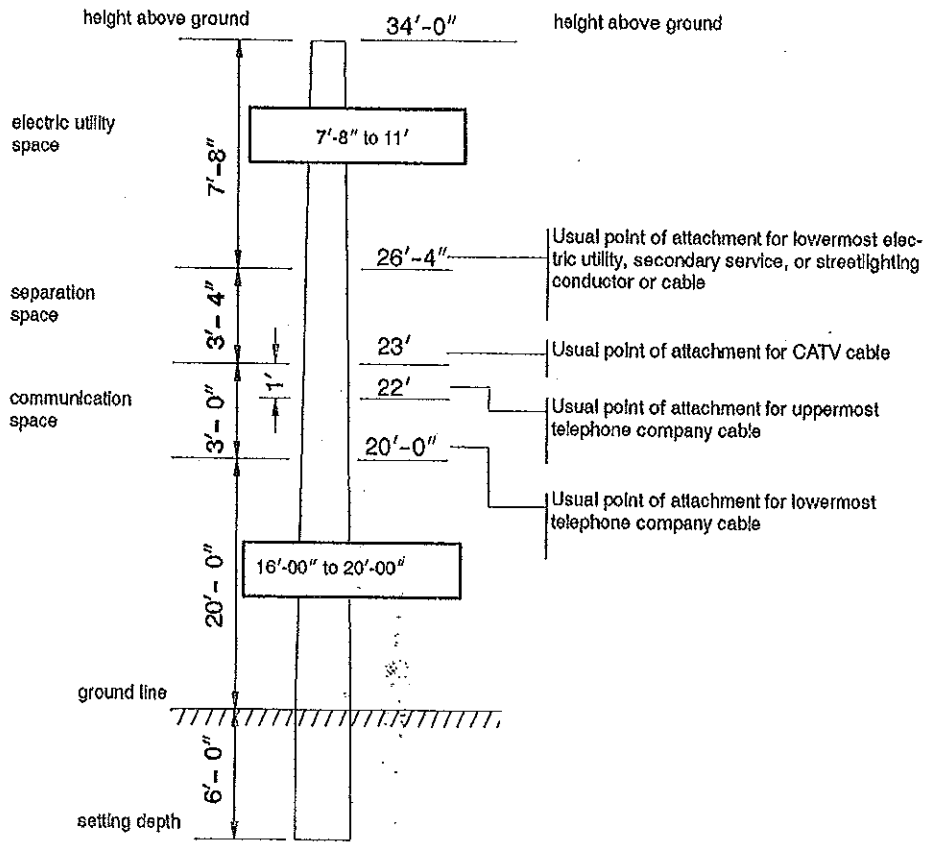 height above ground
34'-0"
height above ground
electric utility
space
7'-8"
7'-8" to 11'
26'-4"
Usual point of attachment for lowermost elec-
tric utility, secondary service, or streetlighting
conductor or cable
separation
space
3'-4"
23'
Usual point of attachment for CATV cable
communication
space
3'-0"
1'
22'
Usual point of attachment for uppermost
telephone company cable
20'-0"
Usual point of attachment for lowermost
telephone company cable
20'-0"
16'-00" to 20'-00"
ground line
6'-0"
setting depth